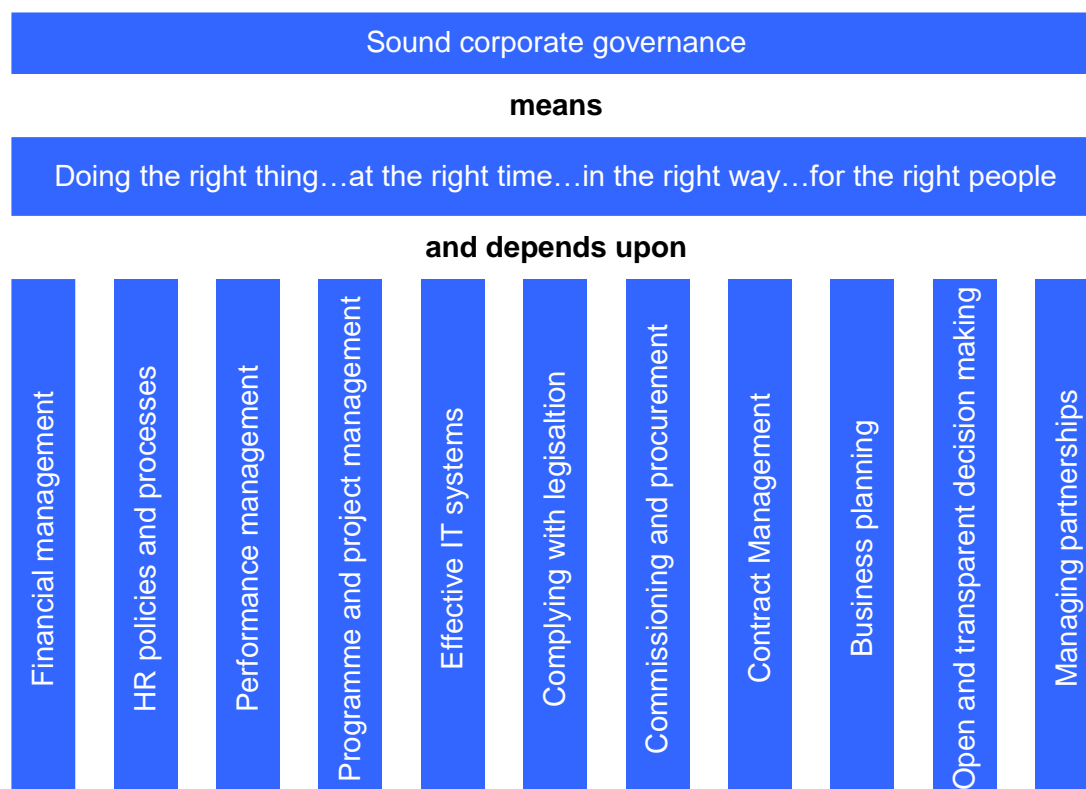 Sound corporate governance
means
Doing the right thing…at the right time…in the right way…for the right people
and depends upon
Financial management
HR policies and processes
Performance management
Programme and project management
Effective IT systems
Complying with legisaltion
Commissioning and procurement
Contract Management
Business planning
Open and transparent decision making
Managing partnerships